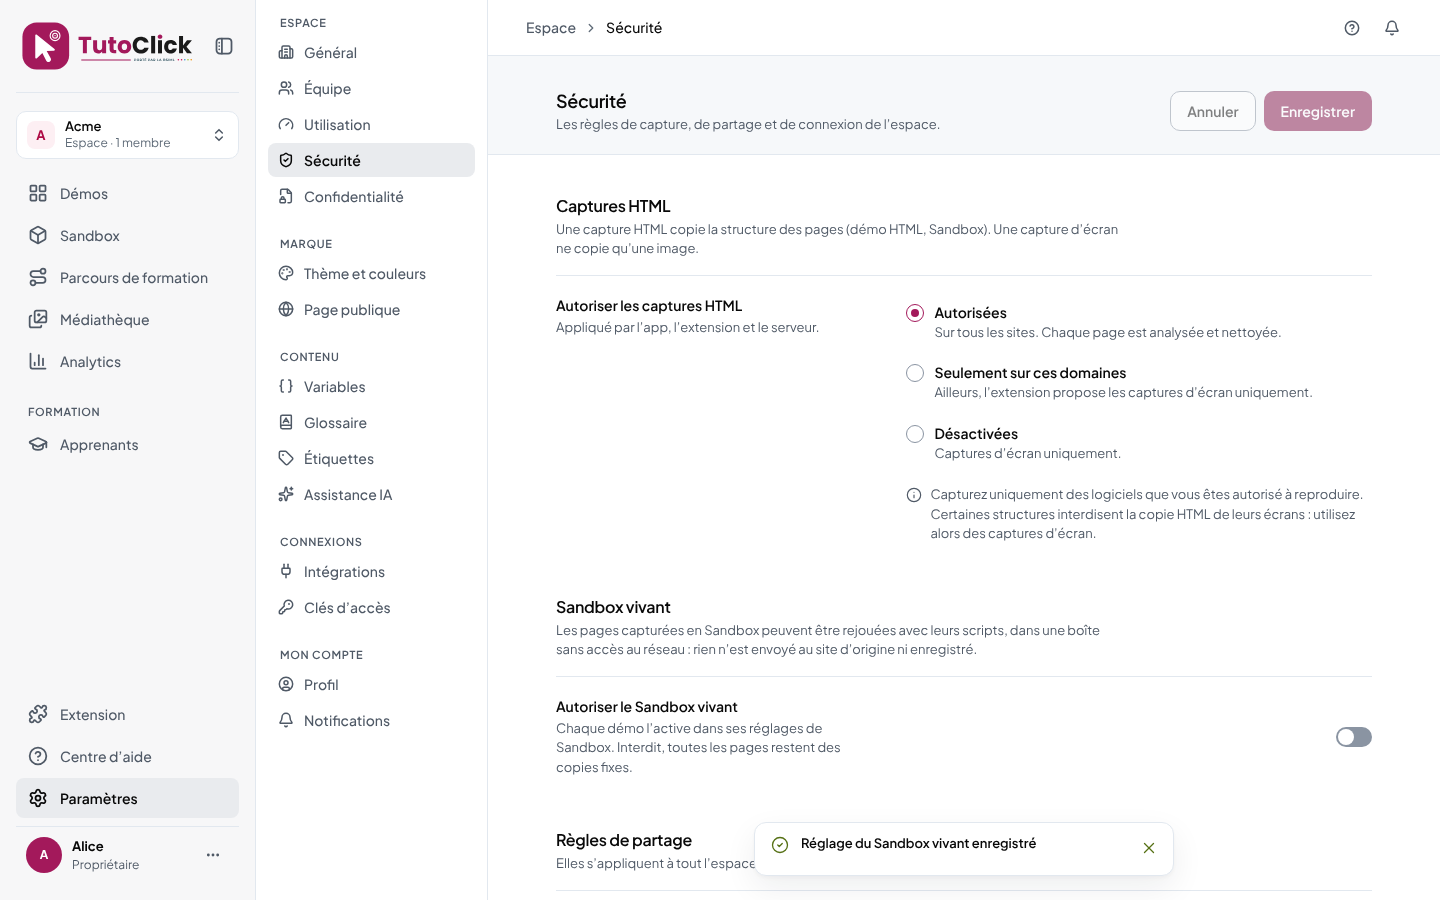 TutoClick
A
Acme
Espace · 1 membre
Démos
Sandbox
Parcours de formation
Médiathèque
Analytics
FORMATION
Apprenants
Extension
Centre d'aide
Paramètres
A
Alice
Propriétaire
ESPACE
Général
Équipe
Utilisation
Sécurité
Confidentialité
MARQUE
Thème et couleurs
Page publique
CONTENU
Variables
Glossaire
Étiquettes
Assistance IA
CONNEXIONS
Intégrations
Clés d'accès
MON COMPTE
Profil
Notifications
Espace
Sécurité
Sécurité
Les règles de capture, de partage et de connexion de l'espace.
Annuler
Enregistrer
Captures HTML
Une capture HTML copie la structure des pages (démo HTML, Sandbox). Une capture d'écran
ne copie qu'une image.
Autoriser les captures HTML
Appliqué par l'app, l'extension et le serveur.
Autorisées
Sur tous les sites. Chaque page est analysée et nettoyée.
Seulement sur ces domaines
Ailleurs, l'extension propose les captures d'écran uniquement.
Désactivées
Captures d'écran uniquement.
Capturez uniquement des logiciels que vous êtes autorisé à reproduire.
Certaines structures interdisent la copie HTML de leurs écrans : utilisez
alors des captures d'écran.
Sandbox vivant
Les pages capturées en Sandbox peuvent être rejouées avec leurs scripts, dans une boîte
sans accès au réseau : rien n'est envoyé au site d'origine ni enregistré.
Autoriser le Sandbox vivant
Chaque démo l'active dans ses réglages de
Sandbox. Interdit, toutes les pages restent des
copies fixes.
Règles de partage
Elles s'appliquent à tout l'espace
Réglage du Sandbox vivant enregistré